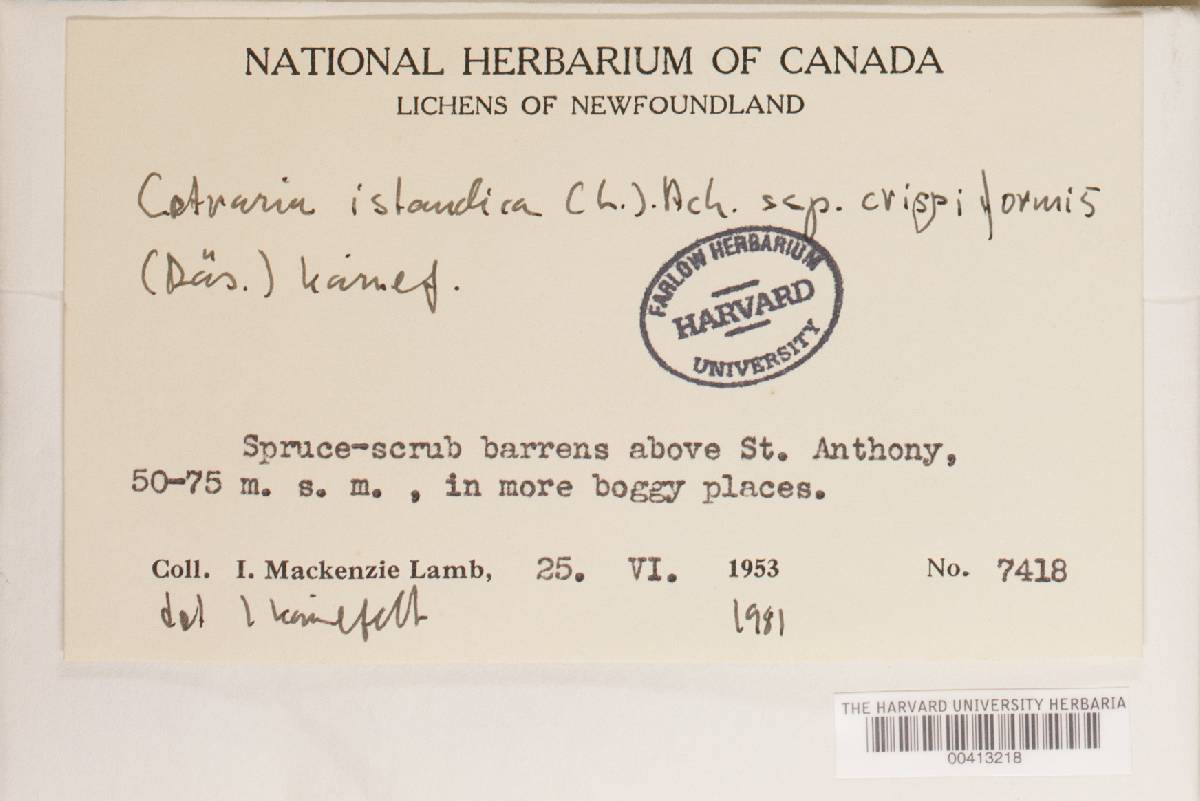 NATIONAL HERBARIUM OF CANADA
LICHENS OF NEWFOUNDLAND
Cetraria islandica (L.). Ach. ssp. crispiformis
(Räs.) Kärnef.
FARLOW HERBARIUM
HARVARD
UNIVERSITY
Spruce-scrub barrens above St. Anthony,
50-75 m. s. m. , in more boggy places.
Coll. I. Mackenzie Lamb, 25. VI. 1953 No. 7418
det I Kärnefelt 1981
THE HARVARD UNIVERSITY HERBARIA
00413218